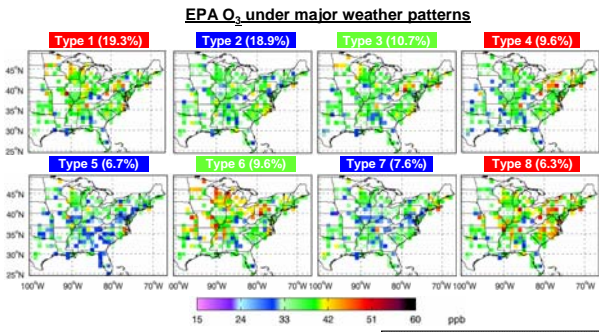 EPA O₃ under major weather patterns
Type 1 (19.3%) Type 2 (18.9%) Type 3 (10.7%) Type 4 (9.6%)
45°N
40°N
35°N
30°N
25°N
Type 5 (6.7%) Type 6 (9.6%) Type 7 (7.6%) Type 8 (6.3%)
45°N
40°N
35°N
30°N
25°N
100°W 90°W 80°W 70°W 00°W 90°W 80°W 70°W 100°W 90°W 80°W 70°W 00°W 90°W 80°W 70°W
15 24 33 42 51 60 ppb